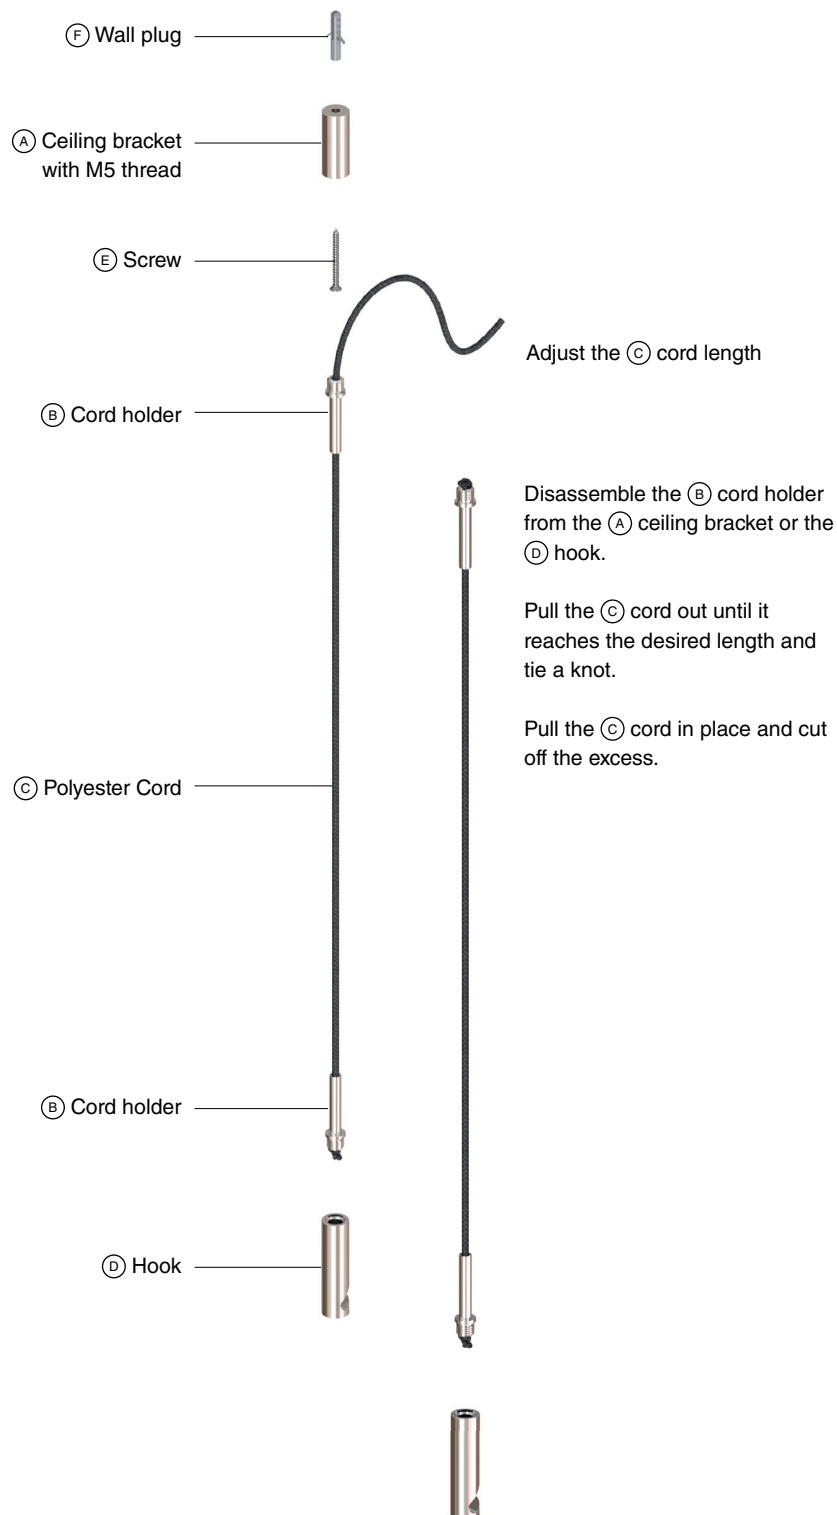 Ⓕ Wall plug
Ⓐ Ceiling bracket
with M5 thread
Ⓔ Screw
Adjust the Ⓒ cord length
Ⓑ Cord holder
Disassemble the Ⓑ cord holder
from the Ⓐ ceiling bracket or the
Ⓓ hook.
Pull the Ⓒ cord out until it
reaches the desired length and
tie a knot.
Pull the Ⓒ cord in place and cut
off the excess.
Ⓒ Polyester Cord
Ⓑ Cord holder
Ⓓ Hook